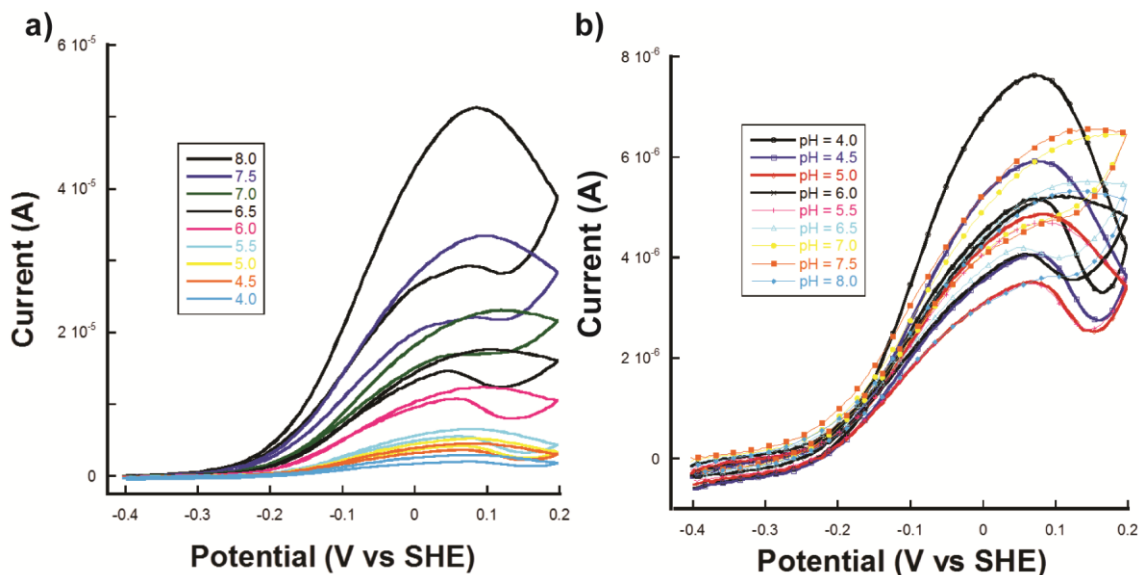 a)
6 10⁻⁵
4 10⁻⁵
2 10⁻⁵
0
Current (A)
8.0
7.5
7.0
6.5
6.0
5.5
5.0
4.5
4.0
-0.4
-0.3
-0.2
-0.1
0
0.1
0.2
Potential (V vs SHE)
b)
8 10⁻⁶
6 10⁻⁶
4 10⁻⁶
2 10⁻⁶
0
Current (A)
pH = 4.0
pH = 4.5
pH = 5.0
pH = 6.0
pH = 5.5
pH = 6.5
pH = 7.0
pH = 7.5
pH = 8.0
-0.4
-0.3
-0.2
-0.1
0
0.1
0.2
Potential (V vs SHE)